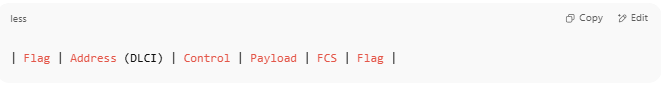 less Copy Edit
| Flag | Address (DLCI) | Control | Payload | FCS | Flag |